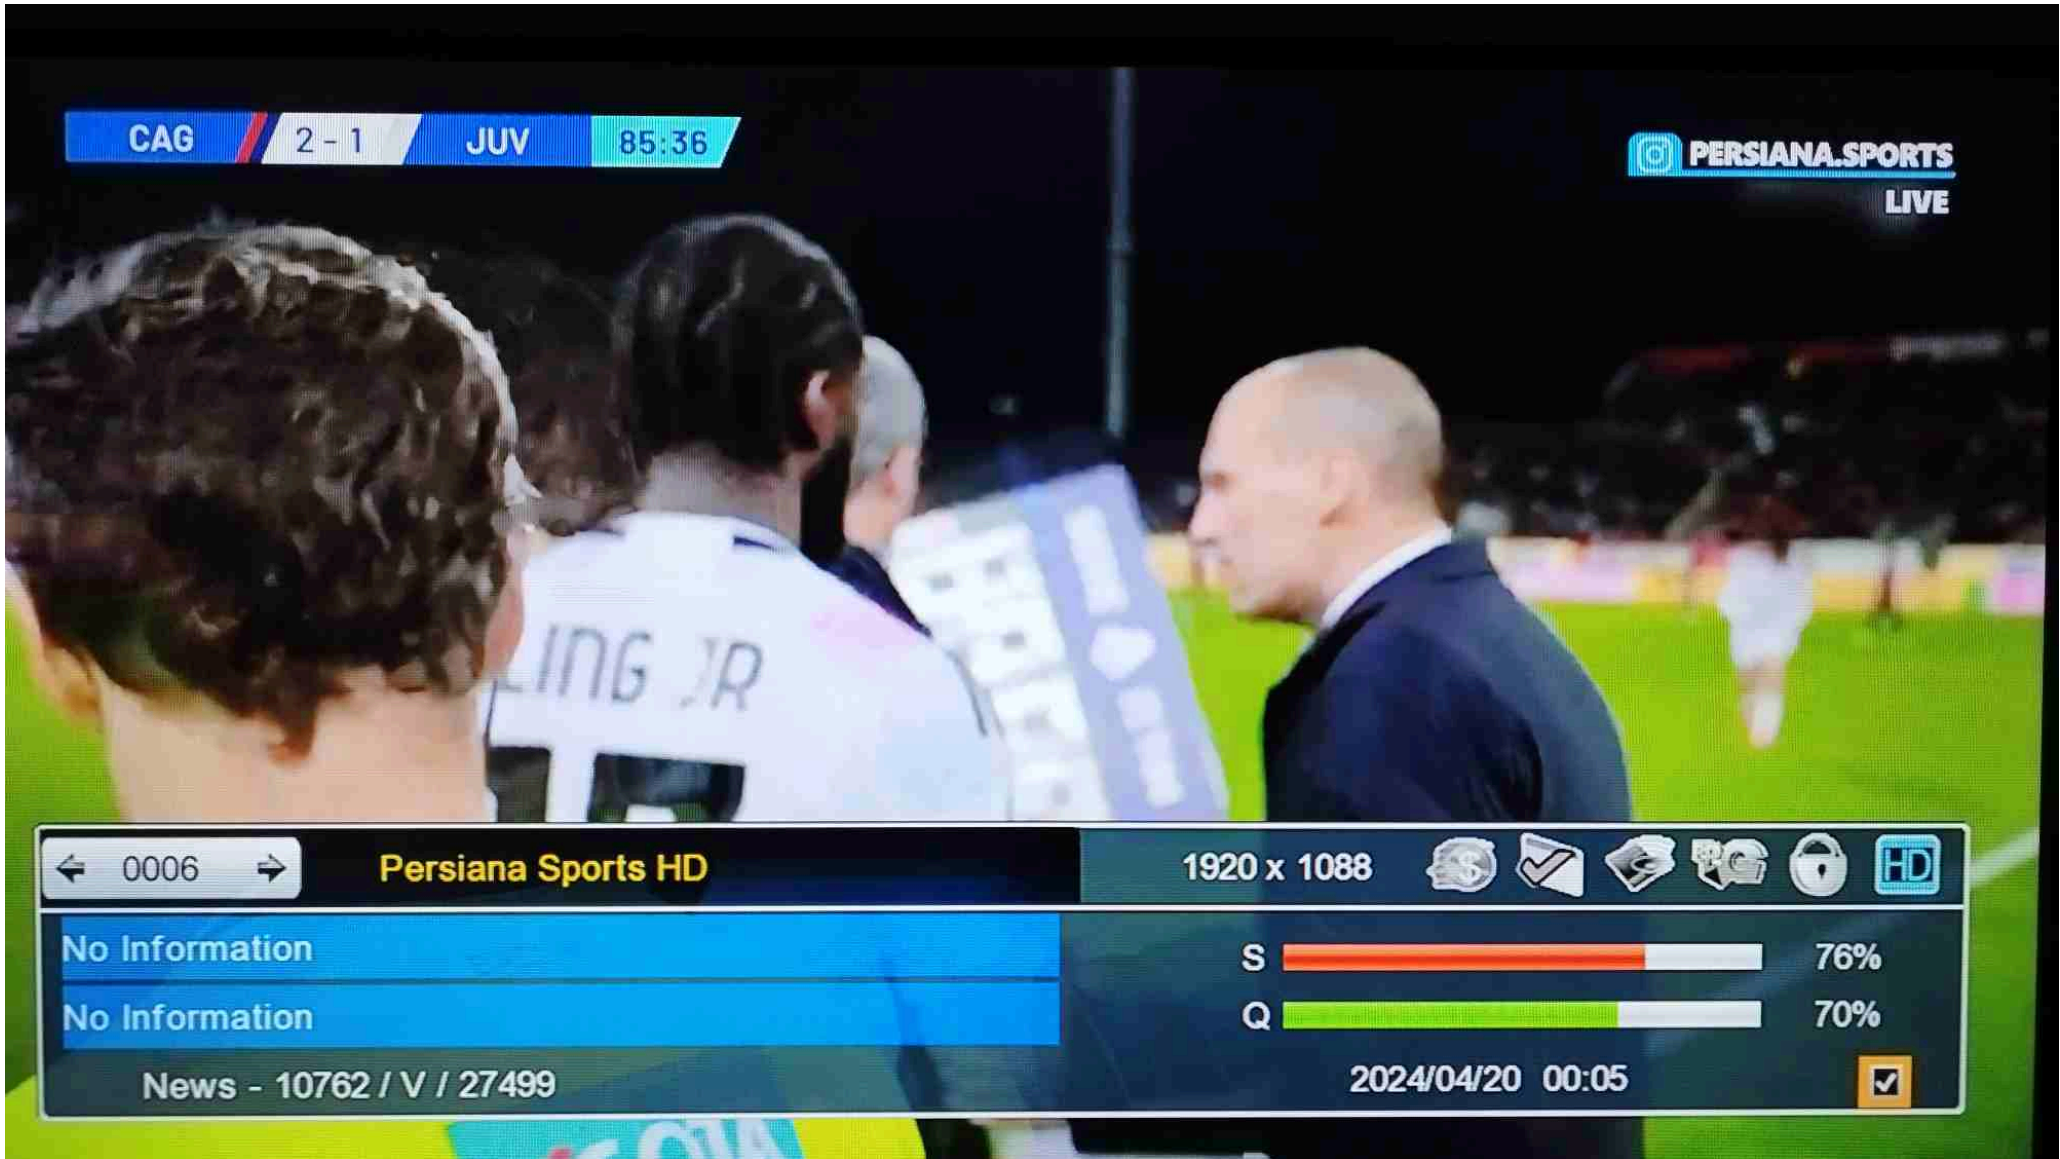 CAG 2 - 1 JUV 85:36
PERSIANA.SPORTS
LIVE
LING JR
0006 Persiana Sports HD 1920 x 1088 HD
No Information
S 76%
No Information
Q 70%
News - 10762 / V / 27499
2024/04/20 00:05